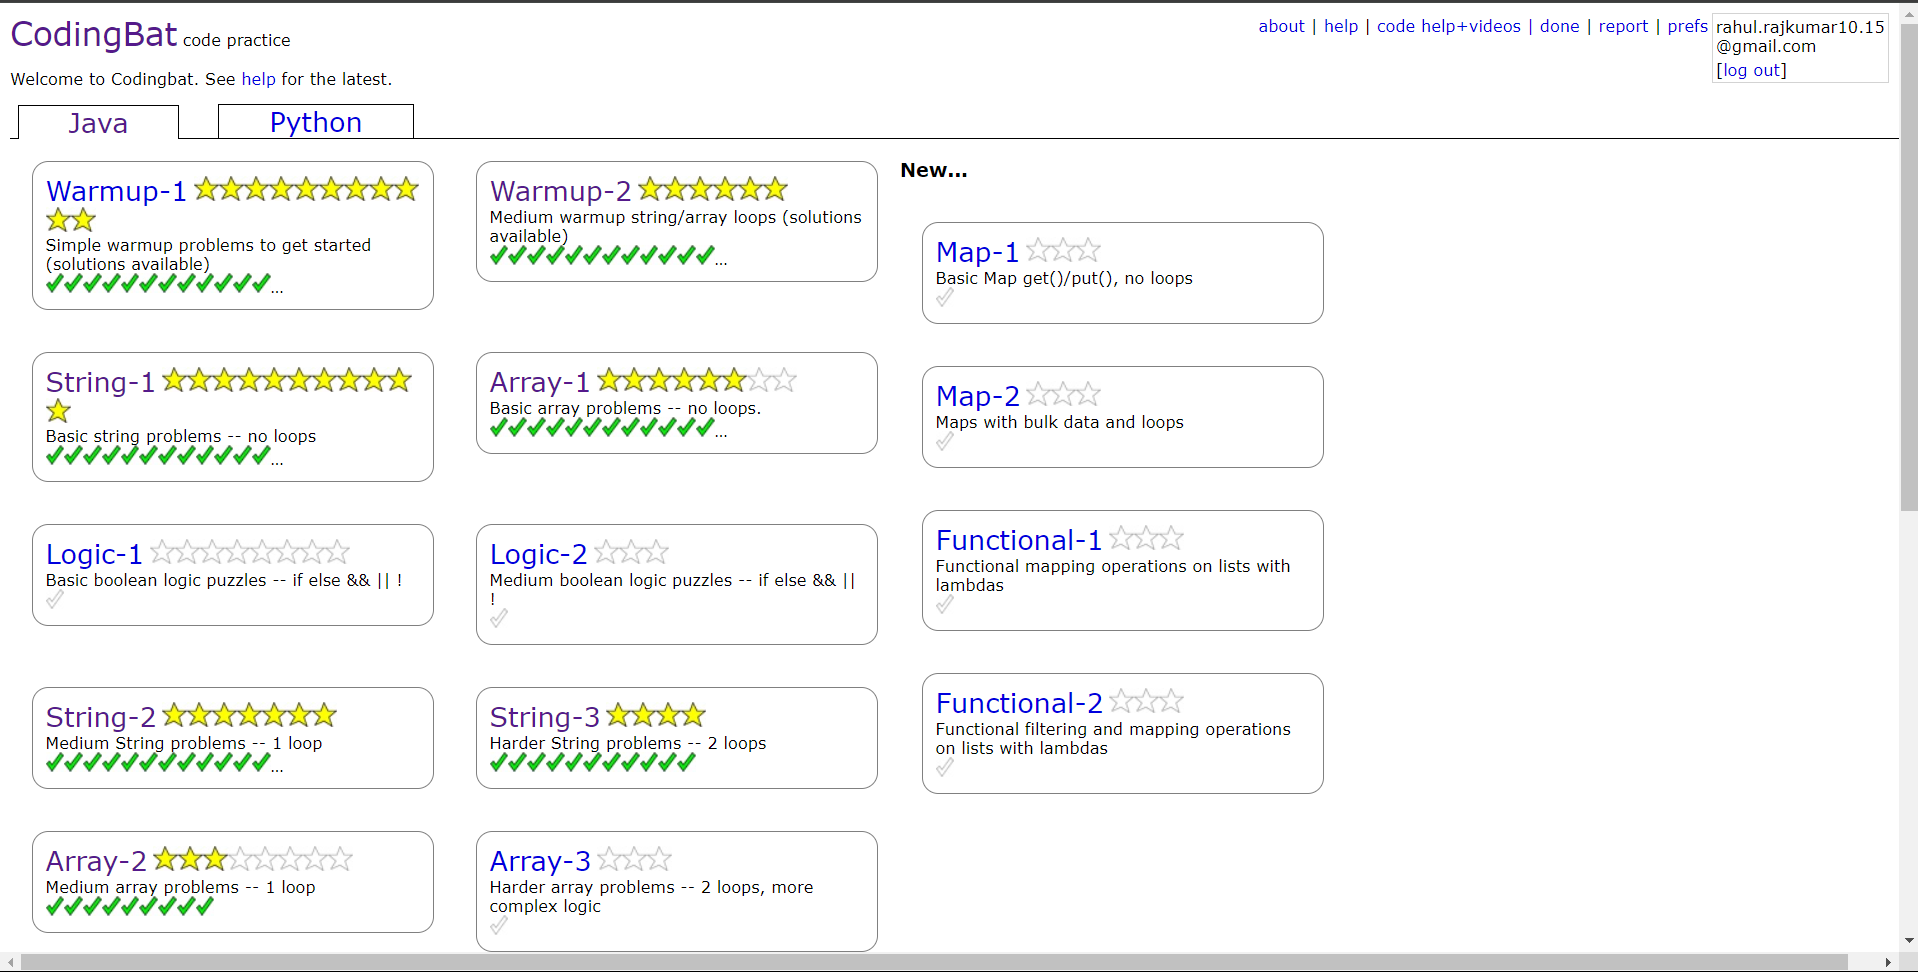 CodingBat code practice
about | help | code help+videos | done | report | prefs
rahul.rajkumar10.15
@gmail.com
[log out]
Welcome to Codingbat. See help for the latest.
Java
Python
Warmup-1
Simple warmup problems to get started
(solutions available)
...
Warmup-2
Medium warmup string/array loops (solutions
available)
...
New...
Map-1
Basic Map get()/put(), no loops
String-1
Basic string problems -- no loops
...
Array-1
Basic array problems -- no loops.
...
Map-2
Maps with bulk data and loops
Logic-1
Basic boolean logic puzzles -- if else && || !
Logic-2
Medium boolean logic puzzles -- if else && ||
!
Functional-1
Functional mapping operations on lists with
lambdas
String-2
Medium String problems -- 1 loop
...
String-3
Harder String problems -- 2 loops
Functional-2
Functional filtering and mapping operations
on lists with lambdas
Array-2
Medium array problems -- 1 loop
Array-3
Harder array problems -- 2 loops, more
complex logic